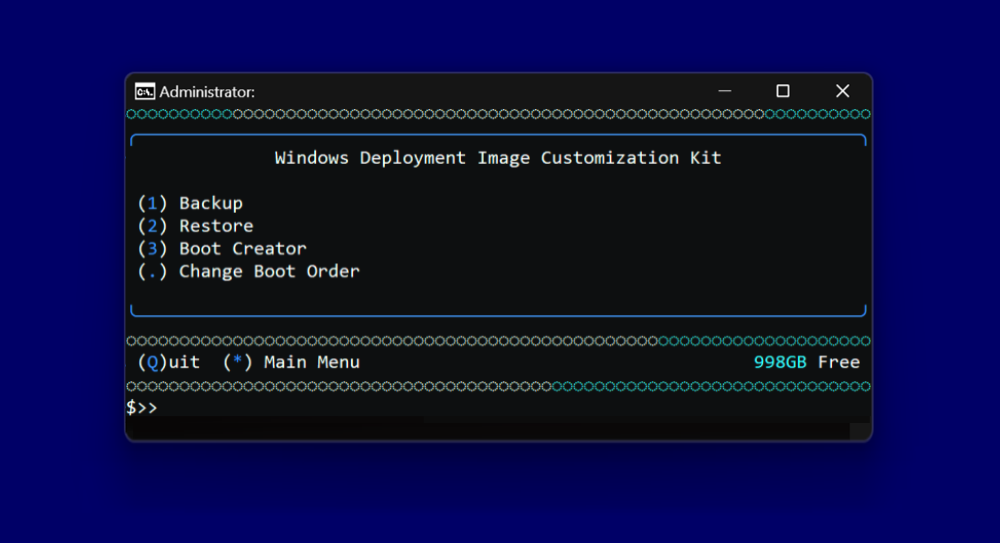 Administrator:
Windows Deployment Image Customization Kit
(1) Backup
(2) Restore
(3) Boot Creator
(.) Change Boot Order
(Q)uit (*) Main Menu 998GB Free
$>>